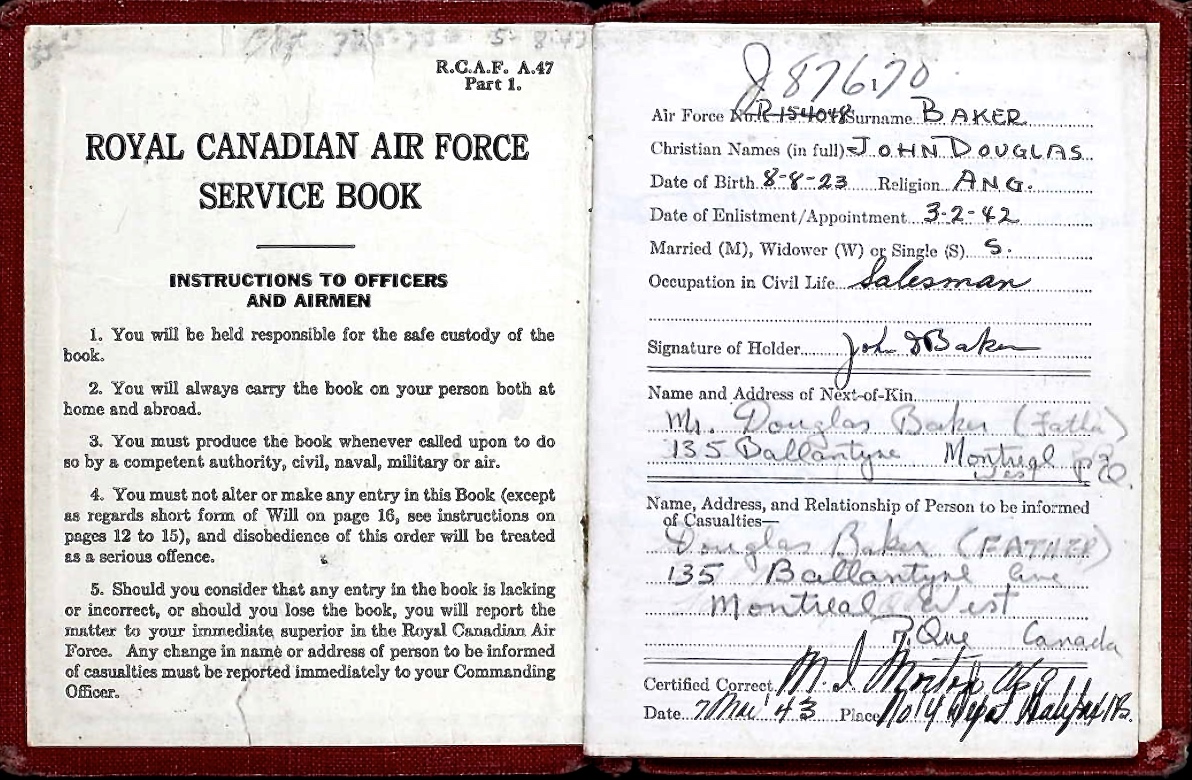 R.C.A.F. A.47
Part 1.
ROYAL CANADIAN AIR FORCE
SERVICE BOOK
INSTRUCTIONS TO OFFICERS
AND AIRMEN
1. You will be held responsible for the safe custody of the
book.
2. You will always carry the book on your person both at
home and abroad.
3. You must produce the book whenever called upon to do
so by a competent authority, civil, naval, military or air.
4. You must not alter or make any entry in this Book (except
as regards short form of Will on page 16, see instructions on
pages 12 to 15), and disobedience of this order will be treated
as a serious offence.
5. Should you consider that any entry in the book is lacking
or incorrect, or should you lose the book, you will report the
matter to your immediate superior in the Royal Canadian Air
Force. Any change in name or address of person to be informed
of casualties must be reported immediately to your Commanding
Officer.
J 87670
Air Force No. R-154048 Surname BAKER
Christian Names (in full) JOHN DOUGLAS
Date of Birth 8-8-23 Religion ANG.
Date of Enlistment/Appointment 3-2-42
Married (M), Widower (W) or Single (S) S.
Occupation in Civil Life Salesman
Signature of Holder John D Baker
Name and Address of Next-of-Kin
Mr. Douglas Baker (Father)
135 Ballantyne Montreal
West
Name, Address, and Relationship of Person to be informed
of Casualties—
Douglas Baker (FATHER)
135 Ballantyne Ave
Montreal West
Que Canada
Certified Correct
Date 43 Place No 4 Halifax